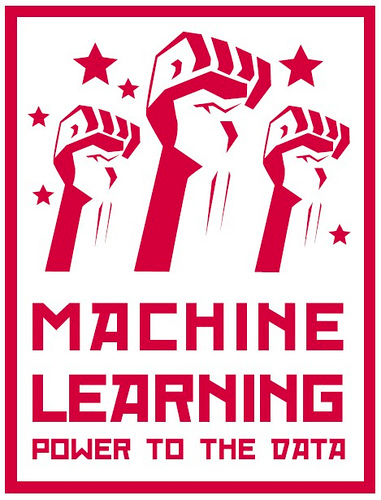 MACHINE
LEARNING
POWER TO THE DATA